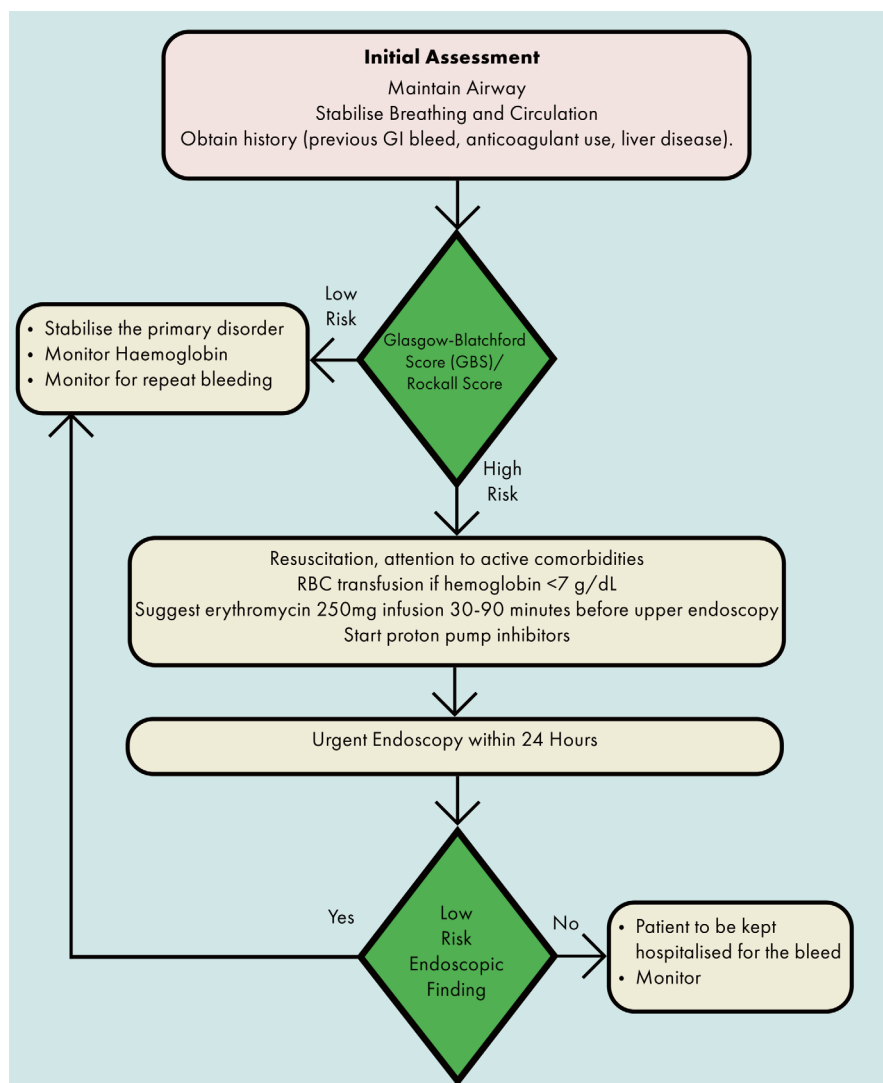 Initial Assessment
Maintain Airway
Stabilise Breathing and Circulation
Obtain history (previous GI bleed, anticoagulant use, liver disease).
Low
Risk
• Stabilise the primary disorder
• Monitor Haemoglobin
• Monitor for repeat bleeding
Glasgow-Blatchford
Score (GBS)/
Rockall Score
High
Risk
Resuscitation, attention to active comorbidities
RBC transfusion if hemoglobin <7 g/dL
Suggest erythromycin 250mg infusion 30-90 minutes before upper endoscopy
Start proton pump inhibitors
Urgent Endoscopy within 24 Hours
Yes
Low
Risk
Endoscopic
Finding
No
• Patient to be kept
hospitalised for the bleed
• Monitor